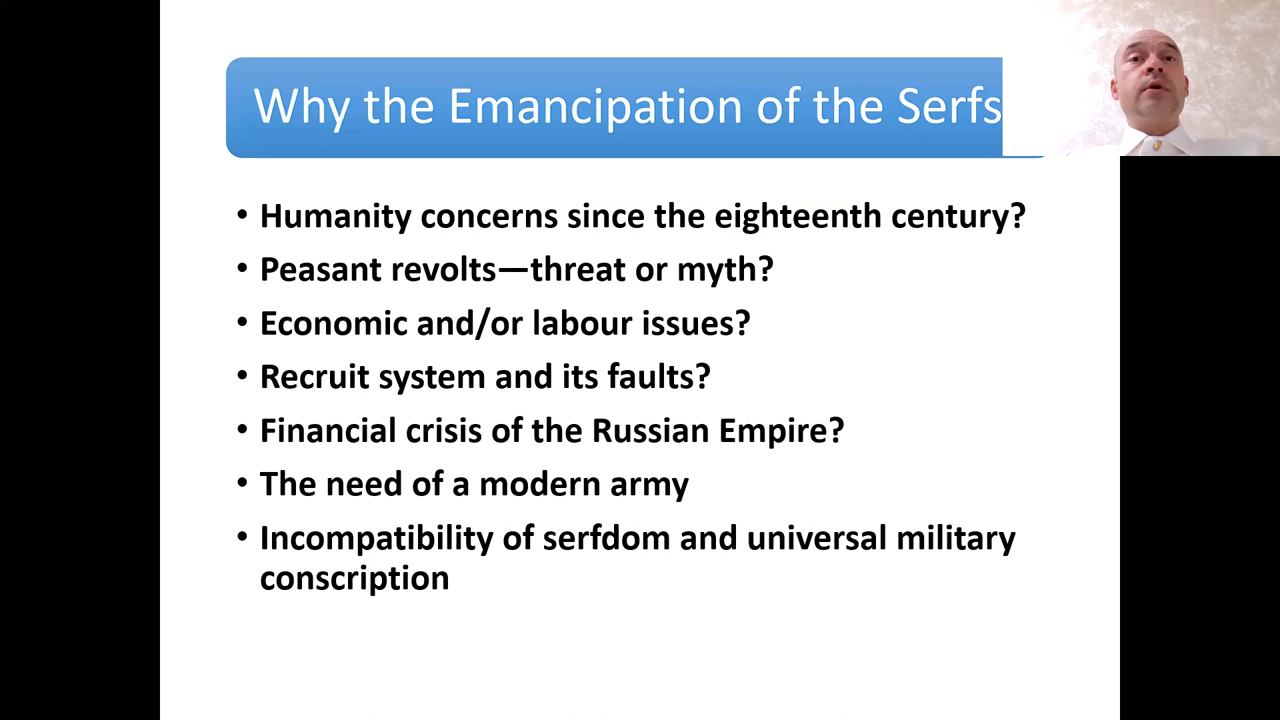 Why the Emancipation of the Serfs
• Humanity concerns since the eighteenth century?
• Peasant revolts—threat or myth?
• Economic and/or labour issues?
• Recruit system and its faults?
• Financial crisis of the Russian Empire?
• The need of a modern army
• Incompatibility of serfdom and universal military
conscription